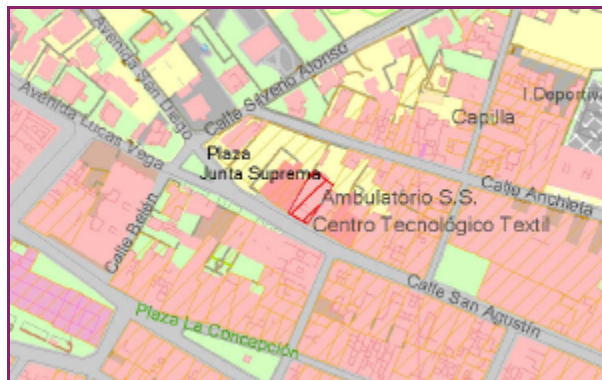 Avenida San Diego
Calle Silverio Alonso
Avenida Lucas Vega
I.Deportiva
Capilla
Plaza
Junta Suprema
Calle Anchieta
Ambulatorio S.S.
Centro Tecnológico Textil
Calle Belén
Calle San Agustín
Plaza La Concepción